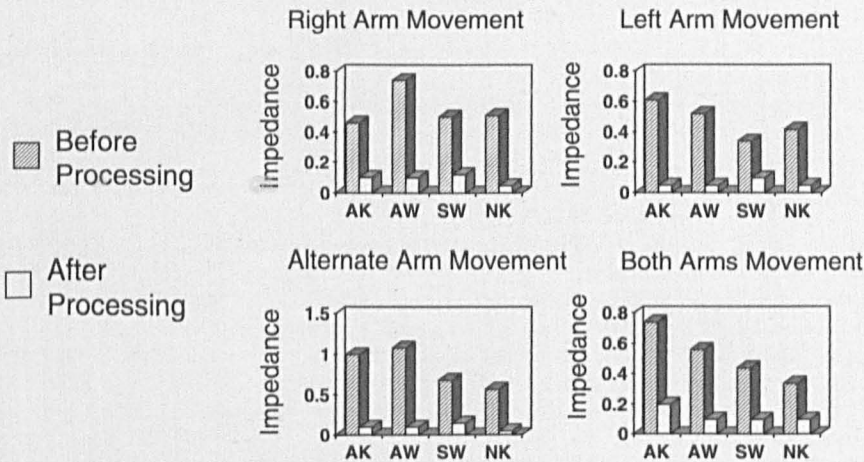 Right Arm Movement
Left Arm Movement
Before
Processing
After
Processing
Impedance
0.8
0.6
0.4
0.2
0
AK AW SW NK
Impedance
0.8
0.6
0.4
0.2
0
AK AW SW NK
Alternate Arm Movement
Both Arms Movement
Impedance
1.5
1
0.5
0
AK AW SW NK
Impedance
0.8
0.6
0.4
0.2
0
AK AW SW NK